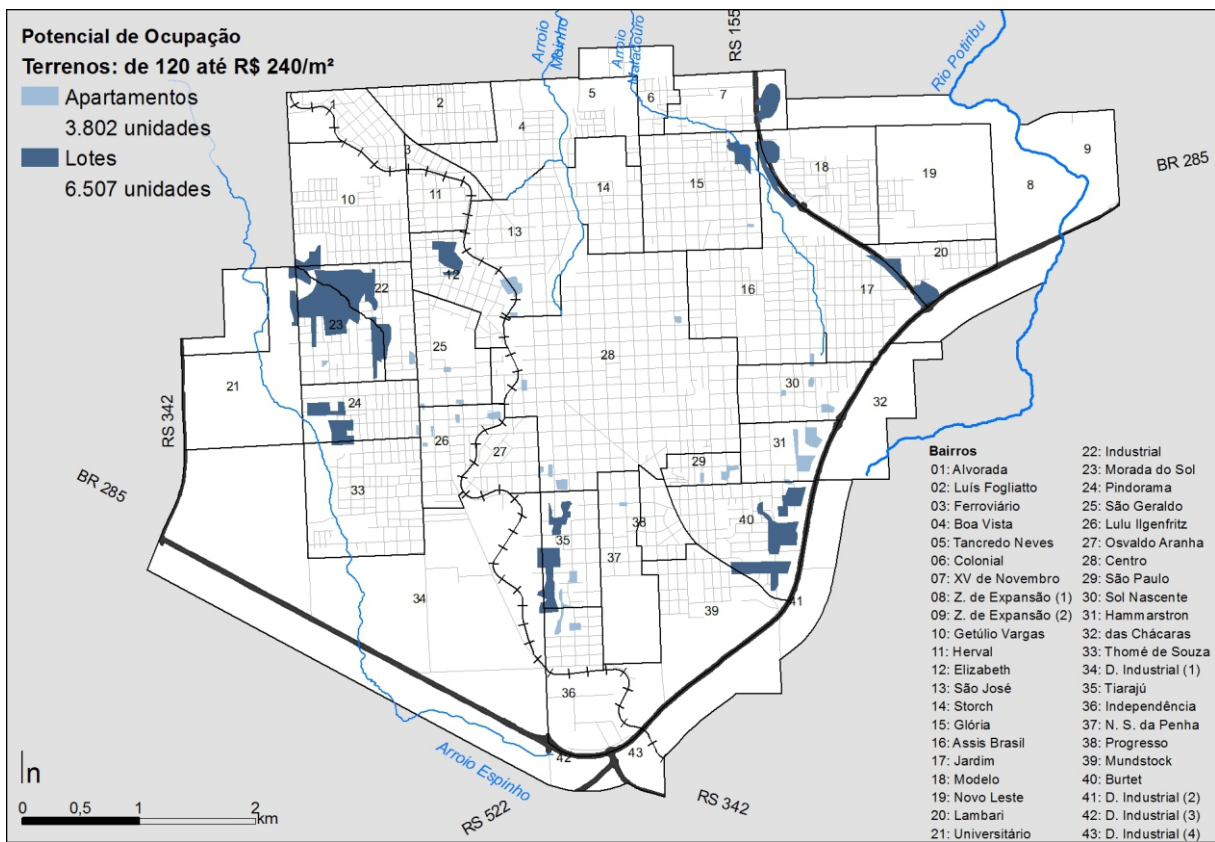 Potencial de Ocupação
Terrenos: de 120 até R$ 240/m²
Apartamentos
3.802 unidades
Lotes
6.507 unidades
Arroio
Moinho
Arroio
Matadouro
RS 155
Rio Potiribu
BR 285
1
2
3
4
5
6
7
8
9
10
11
12
13
14
15
16
17
18
19
20
21
22
23
24
25
26
27
28
29
30
31
32
33
34
35
36
37
38
39
40
41
42
43
RS 342
BR 285
Arroio Espinho
RS 522
RS 342
n
0 0,5 1 2
km
Bairros
01: Alvorada
02: Luís Fogliatto
03: Ferroviário
04: Boa Vista
05: Tancredo Neves
06: Colonial
07: XV de Novembro
08: Z. de Expansão (1)
09: Z. de Expansão (2)
10: Getúlio Vargas
11: Herval
12: Elizabeth
13: São José
14: Storch
15: Glória
16: Assis Brasil
17: Jardim
18: Modelo
19: Novo Leste
20: Lambari
21: Universitário
22: Industrial
23: Morada do Sol
24: Pindorama
25: São Geraldo
26: Lulu Ilgenfritz
27: Osvaldo Aranha
28: Centro
29: São Paulo
30: Sol Nascente
31: Hammarstron
32: das Chácaras
33: Thomé de Souza
34: D. Industrial (1)
35: Tiarajú
36: Independência
37: N. S. da Penha
38: Progresso
39: Mundstock
40: Burtet
41: D. Industrial (2)
42: D. Industrial (3)
43: D. Industrial (4)